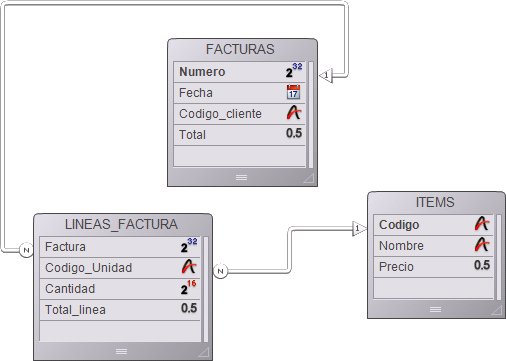 FACTURAS
Numero 2 32
Fecha 17
Codigo_cliente A
Total 0.5
1
LINEAS_FACTURA
Factura 2 32
Codigo_Unidad A
Cantidad 2 16
Total_linea 0.5
N
N
1
ITEMS
Codigo A
Nombre A
Precio 0.5